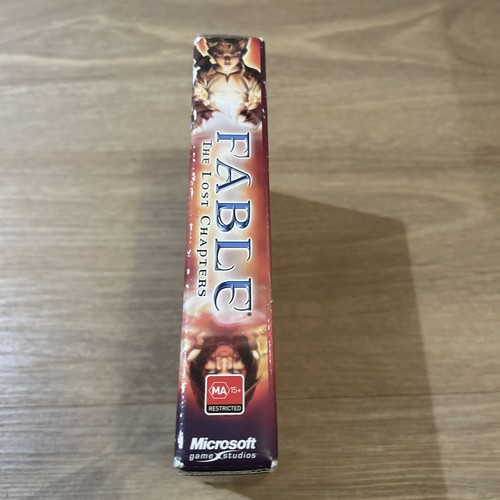 FABLE®
THE LOST CHAPTERS
MA 15+
RESTRICTED
Microsoft
game studios